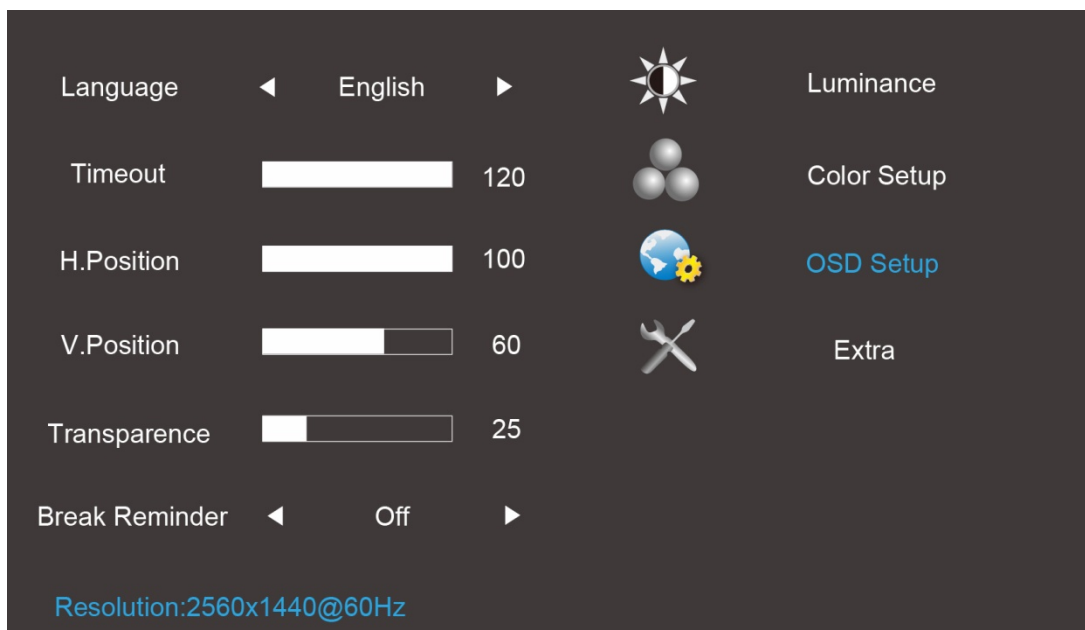 Language ◀ English ▶
Timeout 120
H.Position 100
V.Position 60
Transparence 25
Break Reminder ◀ Off ▶
Resolution:2560x1440@60Hz
Luminance
Color Setup
OSD Setup
Extra